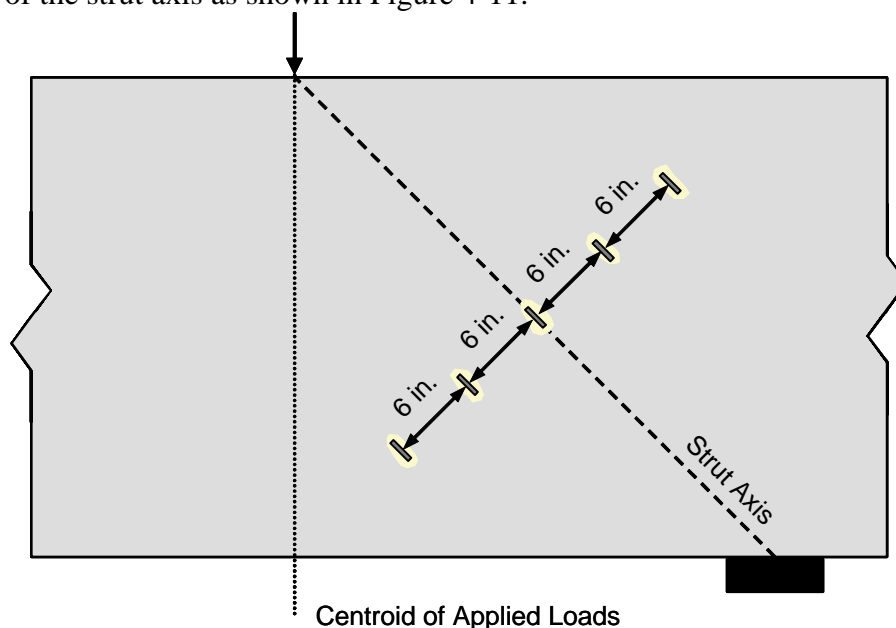 of the strut axis as shown in Figure 4-11.
6 in.
6 in.
6 in.
6 in.
Strut Axis
Centroid of Applied Loads